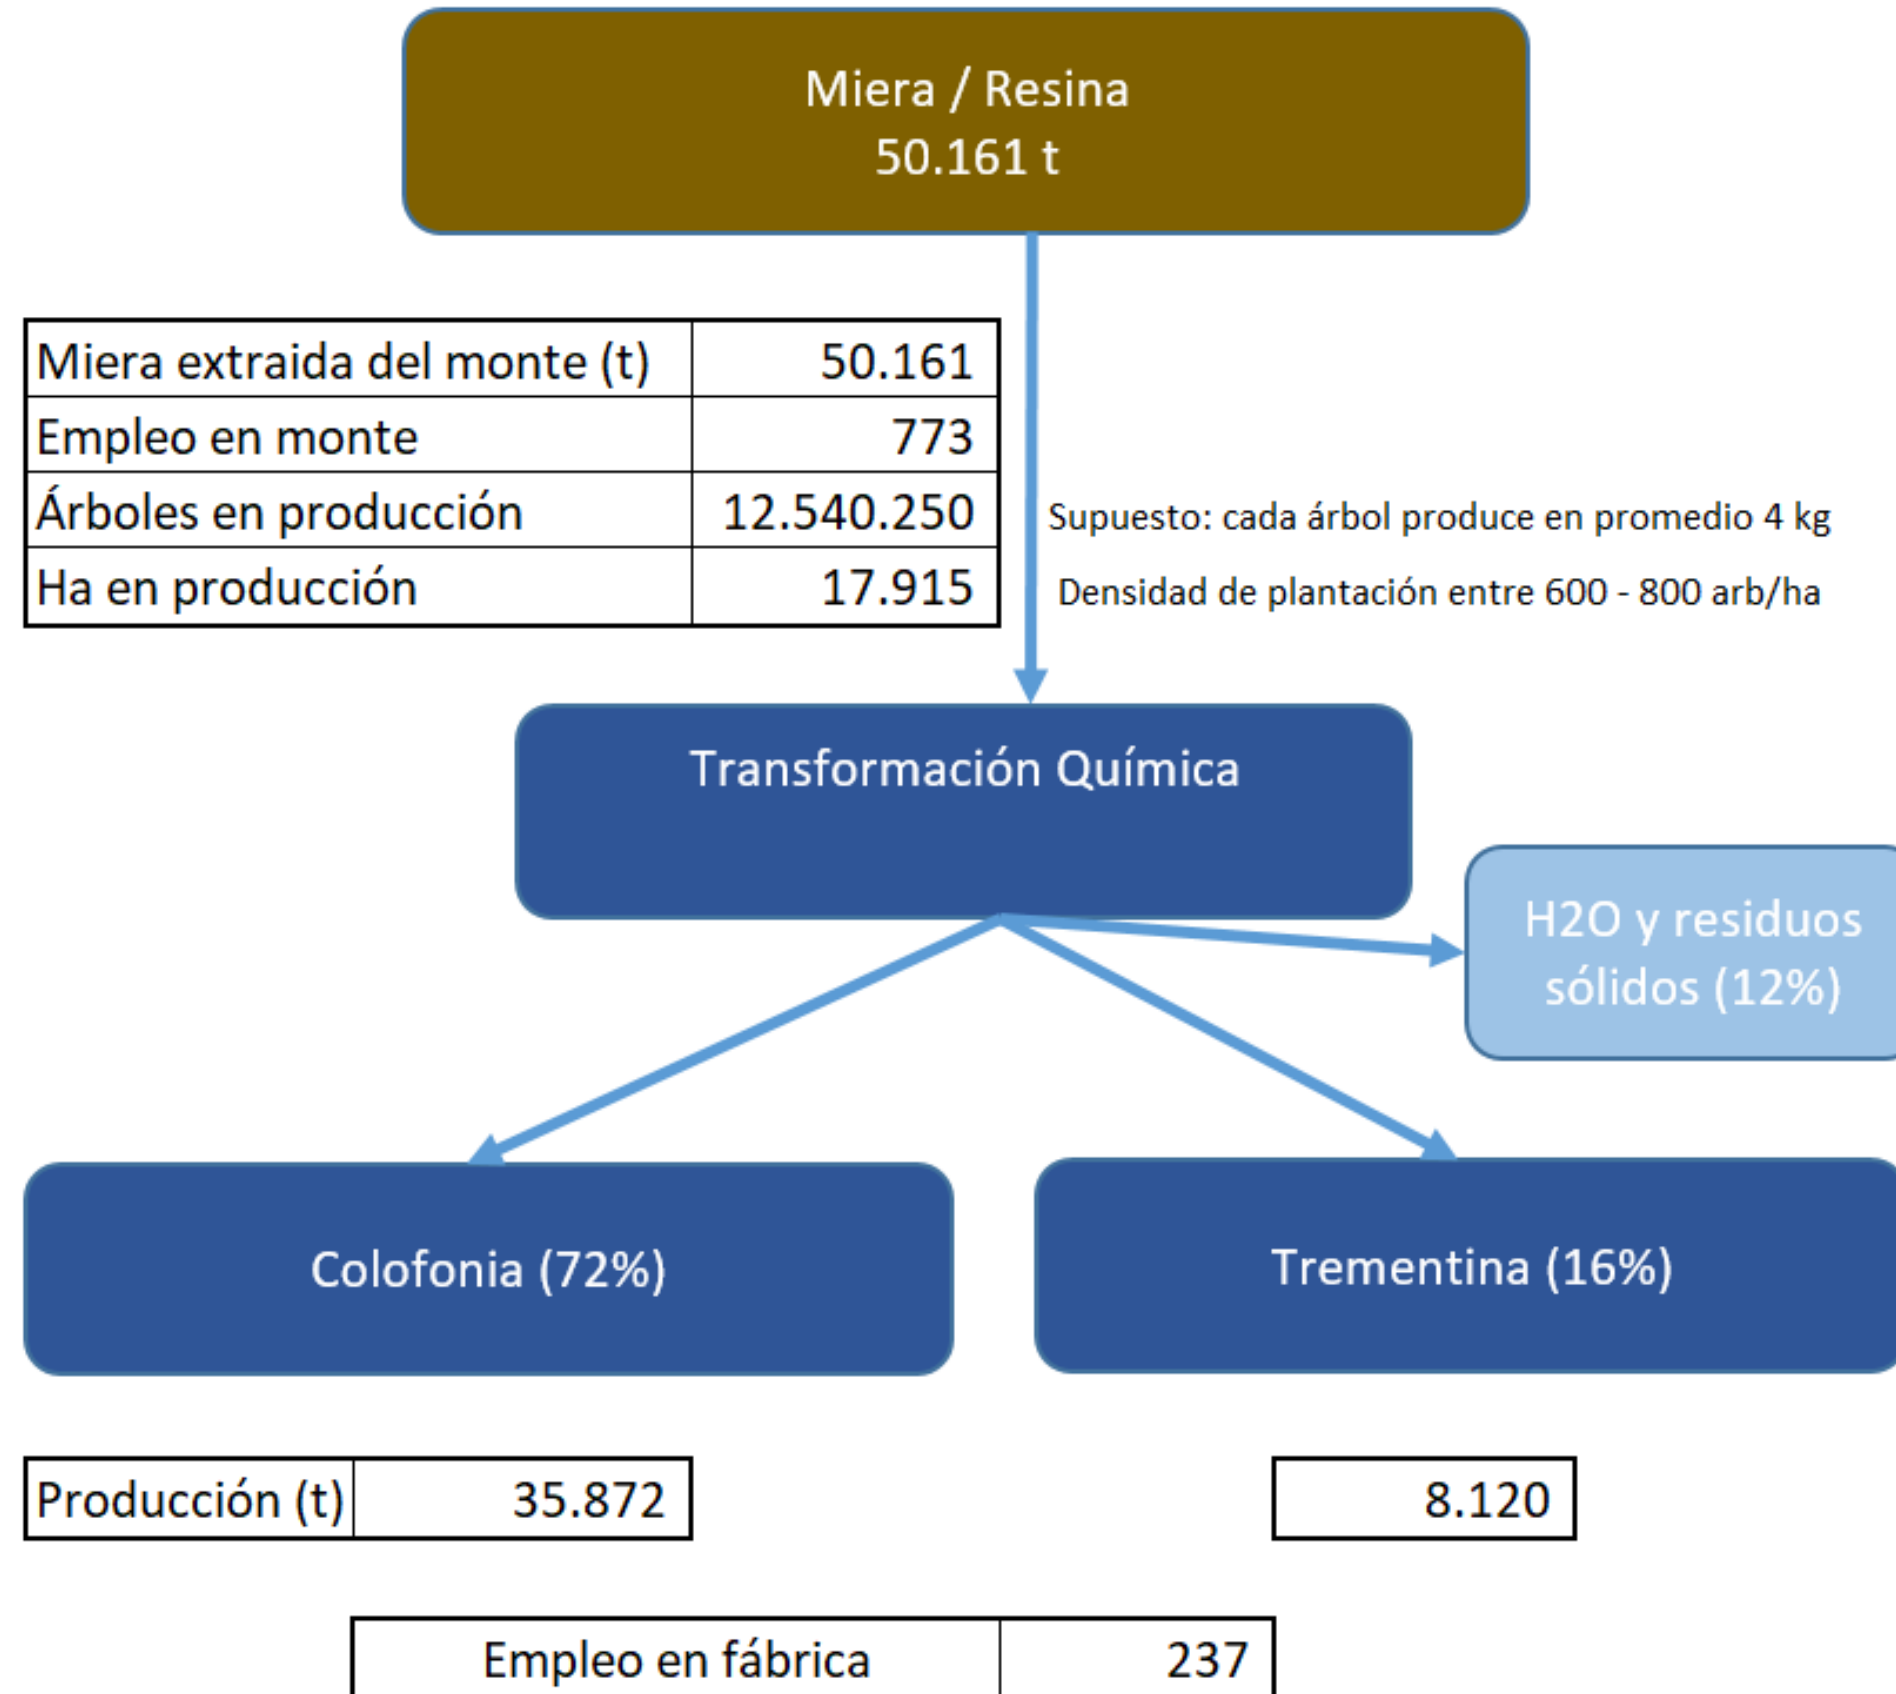 Miera / Resina
50.161 t
Miera extraida del monte (t) 50.161
Empleo en monte 773
Árboles en producción 12.540.250
Supuesto: cada árbol produce en promedio 4 kg
Ha en producción 17.915
Densidad de plantación entre 600 - 800 arb/ha
Transformación Química
H2O y residuos
sólidos (12%)
Colofonia (72%)
Trementina (16%)
Producción (t) 35.872
8.120
Empleo en fábrica 237